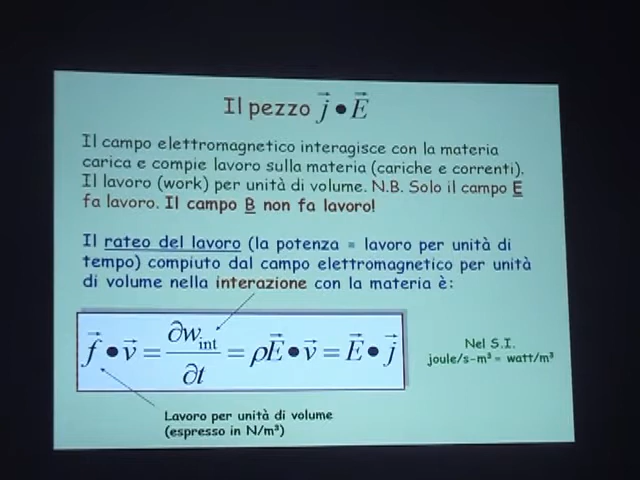 Il pezzo j⃗ • E⃗
Il campo elettromagnetico interagisce con la materia
carica e compie lavoro sulla materia (cariche e correnti).
Il lavoro (work) per unità di volume. N.B. Solo il campo E
fa lavoro. Il campo B non fa lavoro!
Il rateo del lavoro (la potenza = lavoro per unità di
tempo) compiuto dal campo elettromagnetico per unità
di volume nella interazione con la materia è:
f⃗ • v⃗ = ∂w_int / ∂t = ρE⃗ • v⃗ = E⃗ • j⃗
Nel S.I.
joule/s-m³ = watt/m³
Lavoro per unità di volume
(espresso in N/m³)